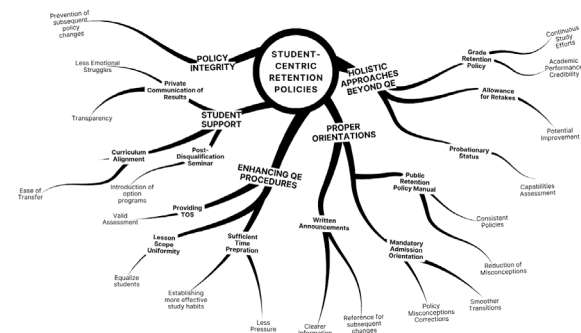 Prevention of
subsequent
policy
changes
POLICY
INTEGRITY
STUDENT-
CENTRIC
RETENTION
POLICIES
HOLISTIC
APPROACHES
BEYOND QE
Grade
Retention
Policy
Continuous
Study
Efforts
Academic
Performance
Credibility
Less Emotional
Struggles
Private
Communication of
Results
Transparency
STUDENT
SUPPORT
Allowance
for Retakes
Potential
Improvement
PROPER
ORIENTATIONS
Probationary
Status
Capabilities
Assessment
Curriculum
Alignment
Ease of
Transfer
Post-
Disqualification
Seminar
Introduction of
option
programs
ENHANCING QE
PROCEDURES
Providing
TOS
Valid
Assessment
Lesson
Scope
Uniformity
Equalize
students
Sufficient
Time
Prepration
Establishing
more effective
study habits
Less
Pressure
Written
Announcements
Clearer
Information
Reference for
subsequent
changes
Public
Retention
Policy Manual
Consistent
Policies
Reduction of
Misconceptions
Mandatory
Admission
Orientation
Policy
Misconceptions
Corrections
Smoother
Transitions